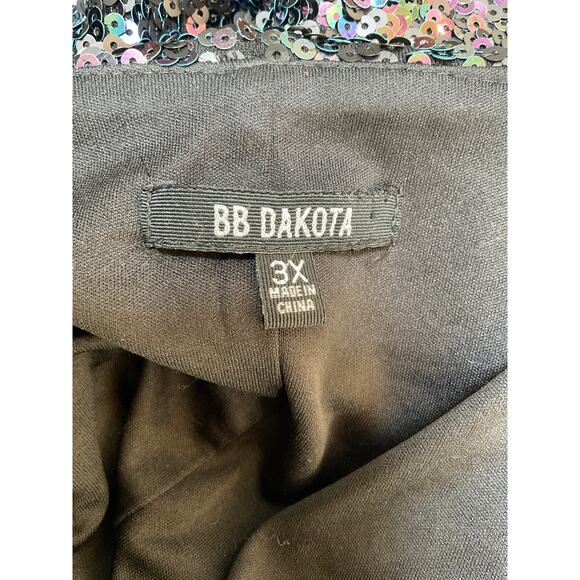 BB DAKOTA
3X
MADE IN
CHINA